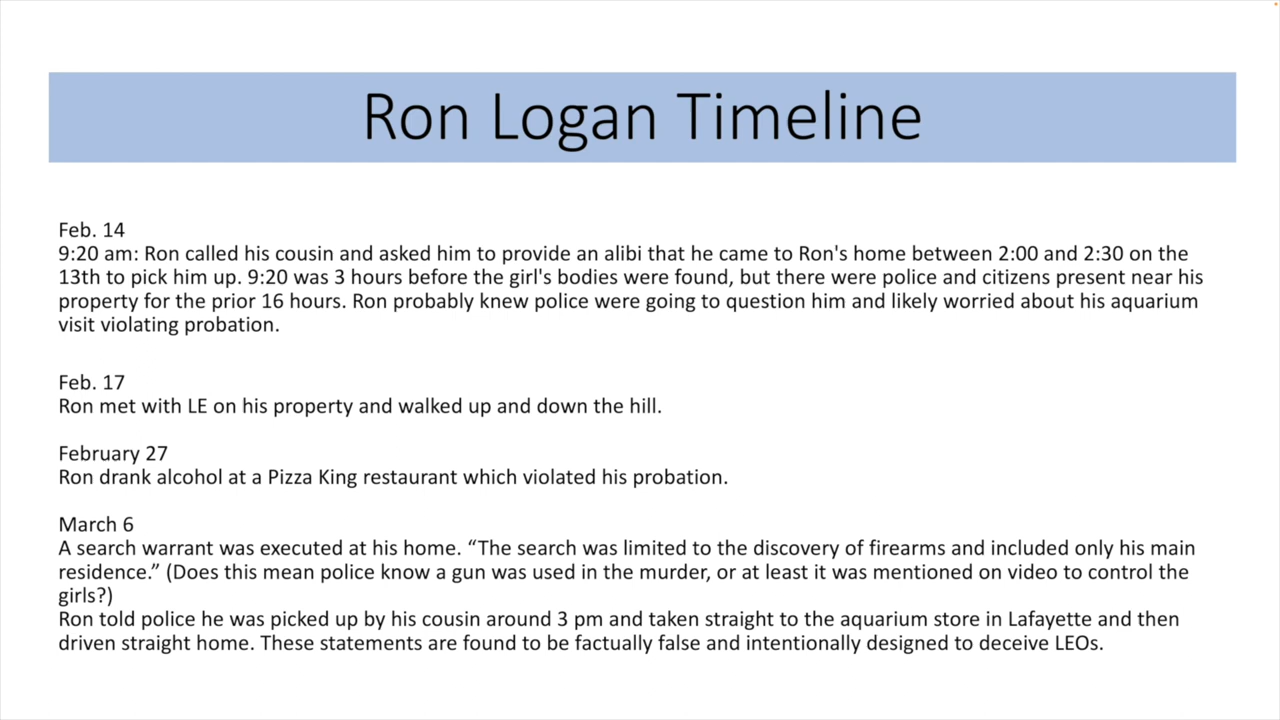 Ron Logan Timeline
Feb. 14
9:20 am: Ron called his cousin and asked him to provide an alibi that he came to Ron's home between 2:00 and 2:30 on the
13th to pick him up. 9:20 was 3 hours before the girl's bodies were found, but there were police and citizens present near his
property for the prior 16 hours. Ron probably knew police were going to question him and likely worried about his aquarium
visit violating probation.
Feb. 17
Ron met with LE on his property and walked up and down the hill.
February 27
Ron drank alcohol at a Pizza King restaurant which violated his probation.
March 6
A search warrant was executed at his home. “The search was limited to the discovery of firearms and included only his main
residence.” (Does this mean police know a gun was used in the murder, or at least it was mentioned on video to control the
girls?)
Ron told police he was picked up by his cousin around 3 pm and taken straight to the aquarium store in Lafayette and then
driven straight home. These statements are found to be factually false and intentionally designed to deceive LEOs.